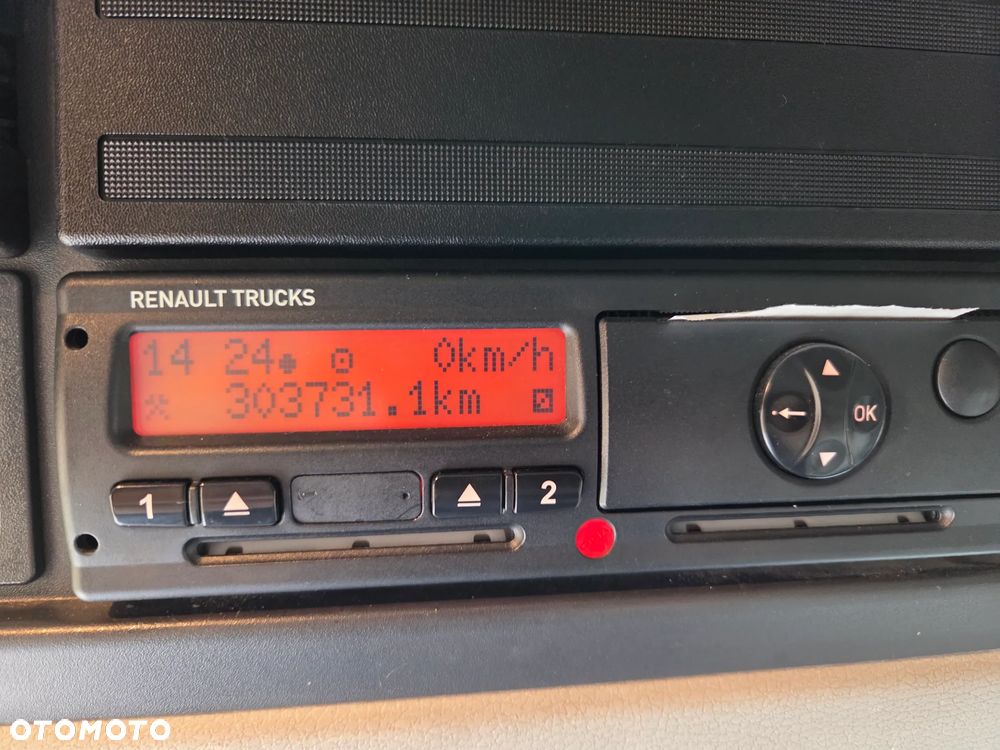 RENAULT TRUCKS
14 24 0km/h
303731.1km
OK
1 2
OTOMOTO